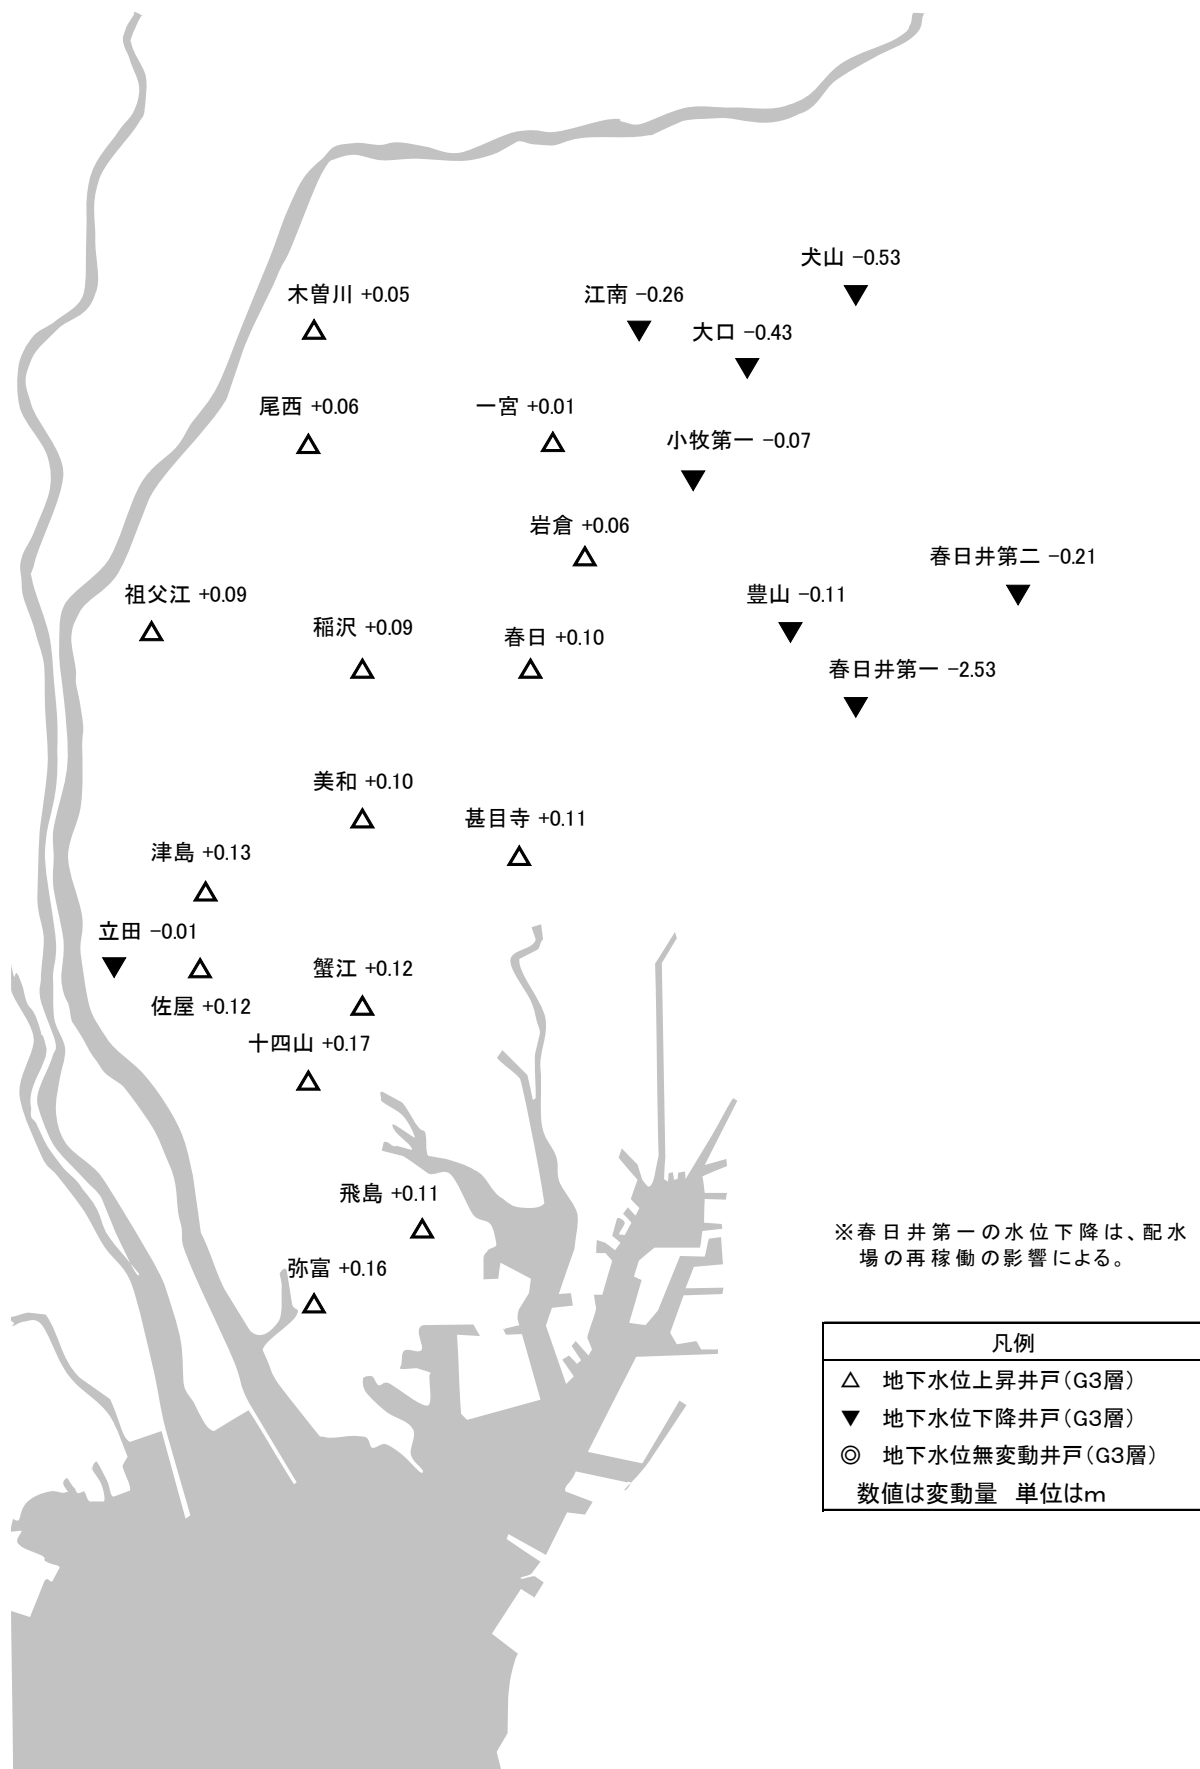 犬山 −0.53
木曽川 +0.05
江南 −0.26
大口 −0.43
尾西 +0.06
一宮 +0.01
小牧第一 −0.07
岩倉 +0.06
春日井第二 −0.21
祖父江 +0.09
豊山 −0.11
稲沢 +0.09
春日 +0.10
春日井第一 −2.53
美和 +0.10
甚目寺 +0.11
津島 +0.13
立田 −0.01
蟹江 +0.12
佐屋 +0.12
十四山 +0.17
飛島 +0.11
弥富 +0.16
※春日井第一の水位下降は、配水
場の再稼働の影響による。
凡例
△ 地下水位上昇井戸(G3層)
▼ 地下水位下降井戸(G3層)
◎ 地下水位無変動井戸(G3層)
数値は変動量 単位はm